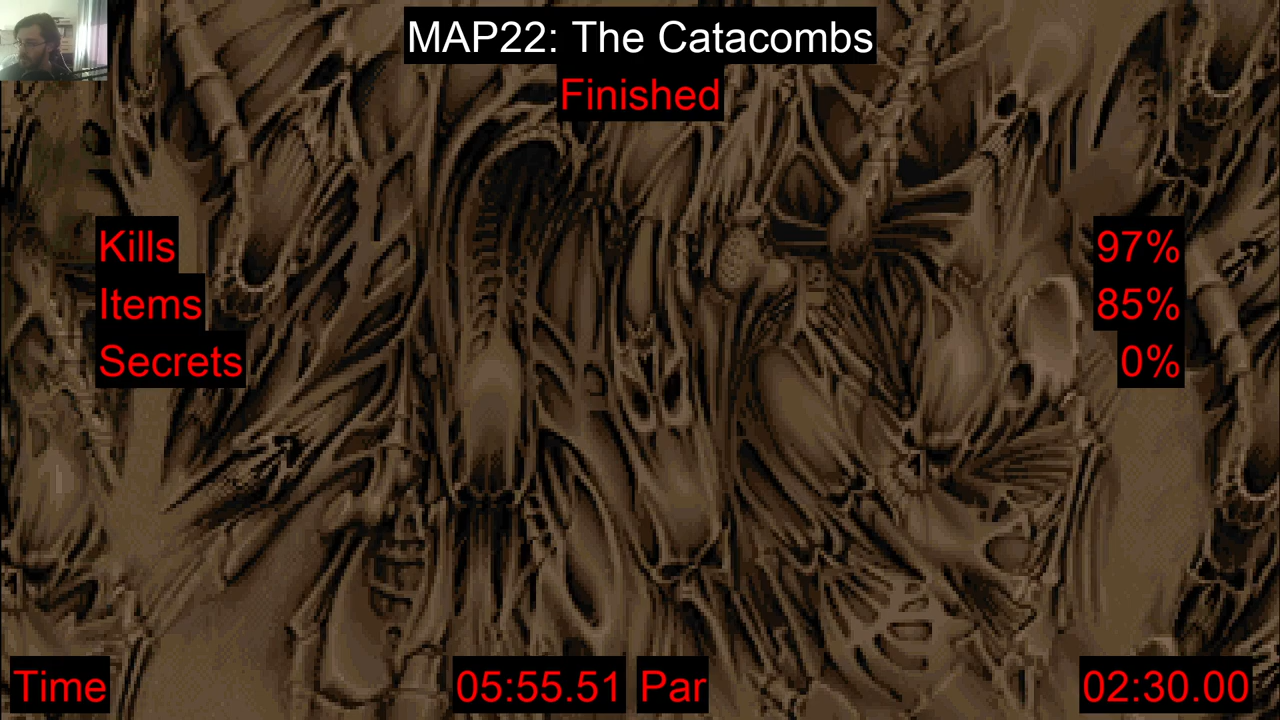 MAP22: The Catacombs
Finished
Kills 97%
Items 85%
Secrets 0%
Time 05:55.51 Par 02:30.00